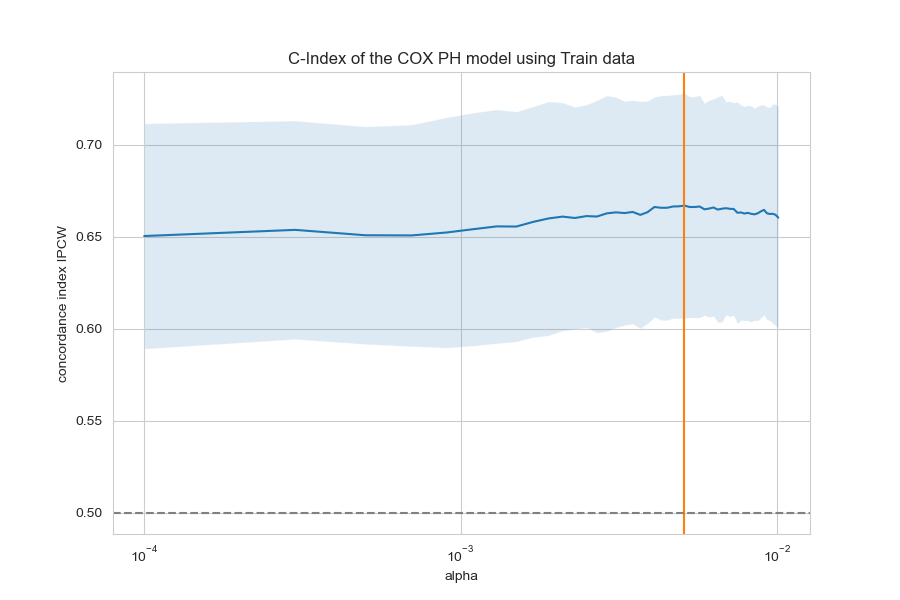 C-Index of the COX PH model using Train data
concordance index IPCW
0.70
0.65
0.60
0.55
0.50
10⁻⁴
10⁻³
10⁻²
alpha